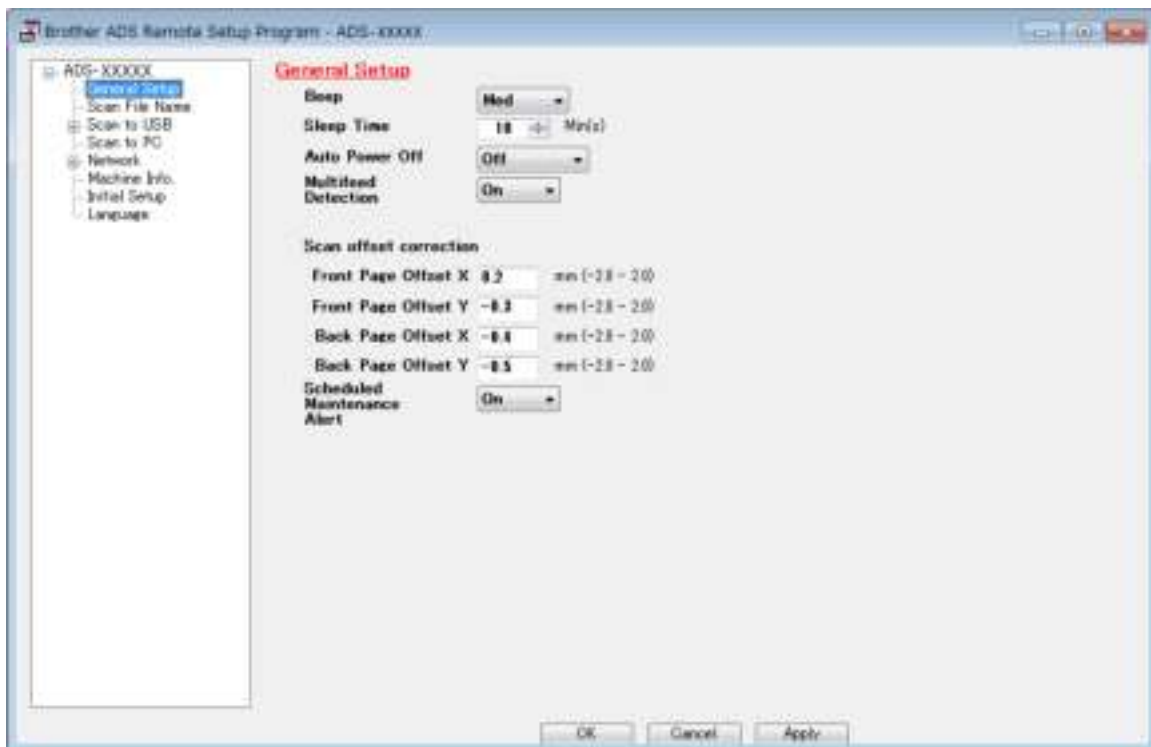 Brother ADS Remote Setup Program - ADS-XXXXX
ADS-XXXXX
General Setup
Scan File Name
Scan to USB
Scan to PC
Network
Machine Info.
Initial Setup
Language
General Setup
Beep Med
Sleep Time 10 Min(s)
Auto Power Off Off
Multifeed
Detection On
Scan offset correction
Front Page Offset X 0.2 mm (-2.0 - 2.0)
Front Page Offset Y -0.3 mm (-2.0 - 2.0)
Back Page Offset X mm (-2.0 - 2.0)
Back Page Offset Y -0.5 mm (-2.0 - 2.0)
Scheduled
Maintenance
Alert On
OK Cancel Apply